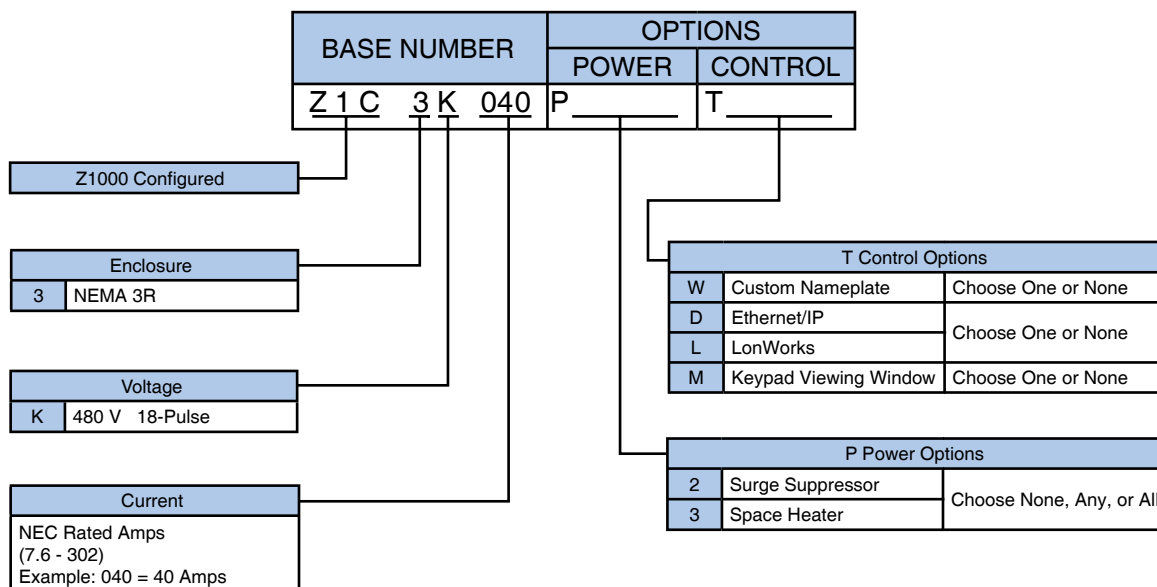 BASE NUMBER
OPTIONS
POWER CONTROL
Z 1 C 3 K 040 P T
Z1000 Configured
Enclosure
3 NEMA 3R
Voltage
K 480 V 18-Pulse
Current
NEC Rated Amps
(7.6 - 302)
Example: 040 = 40 Amps
T Control Options
W Custom Nameplate Choose One or None
D Ethernet/IP Choose One or None
L LonWorks
M Keypad Viewing Window Choose One or None
P Power Options
2 Surge Suppressor Choose None, Any, or All
3 Space Heater